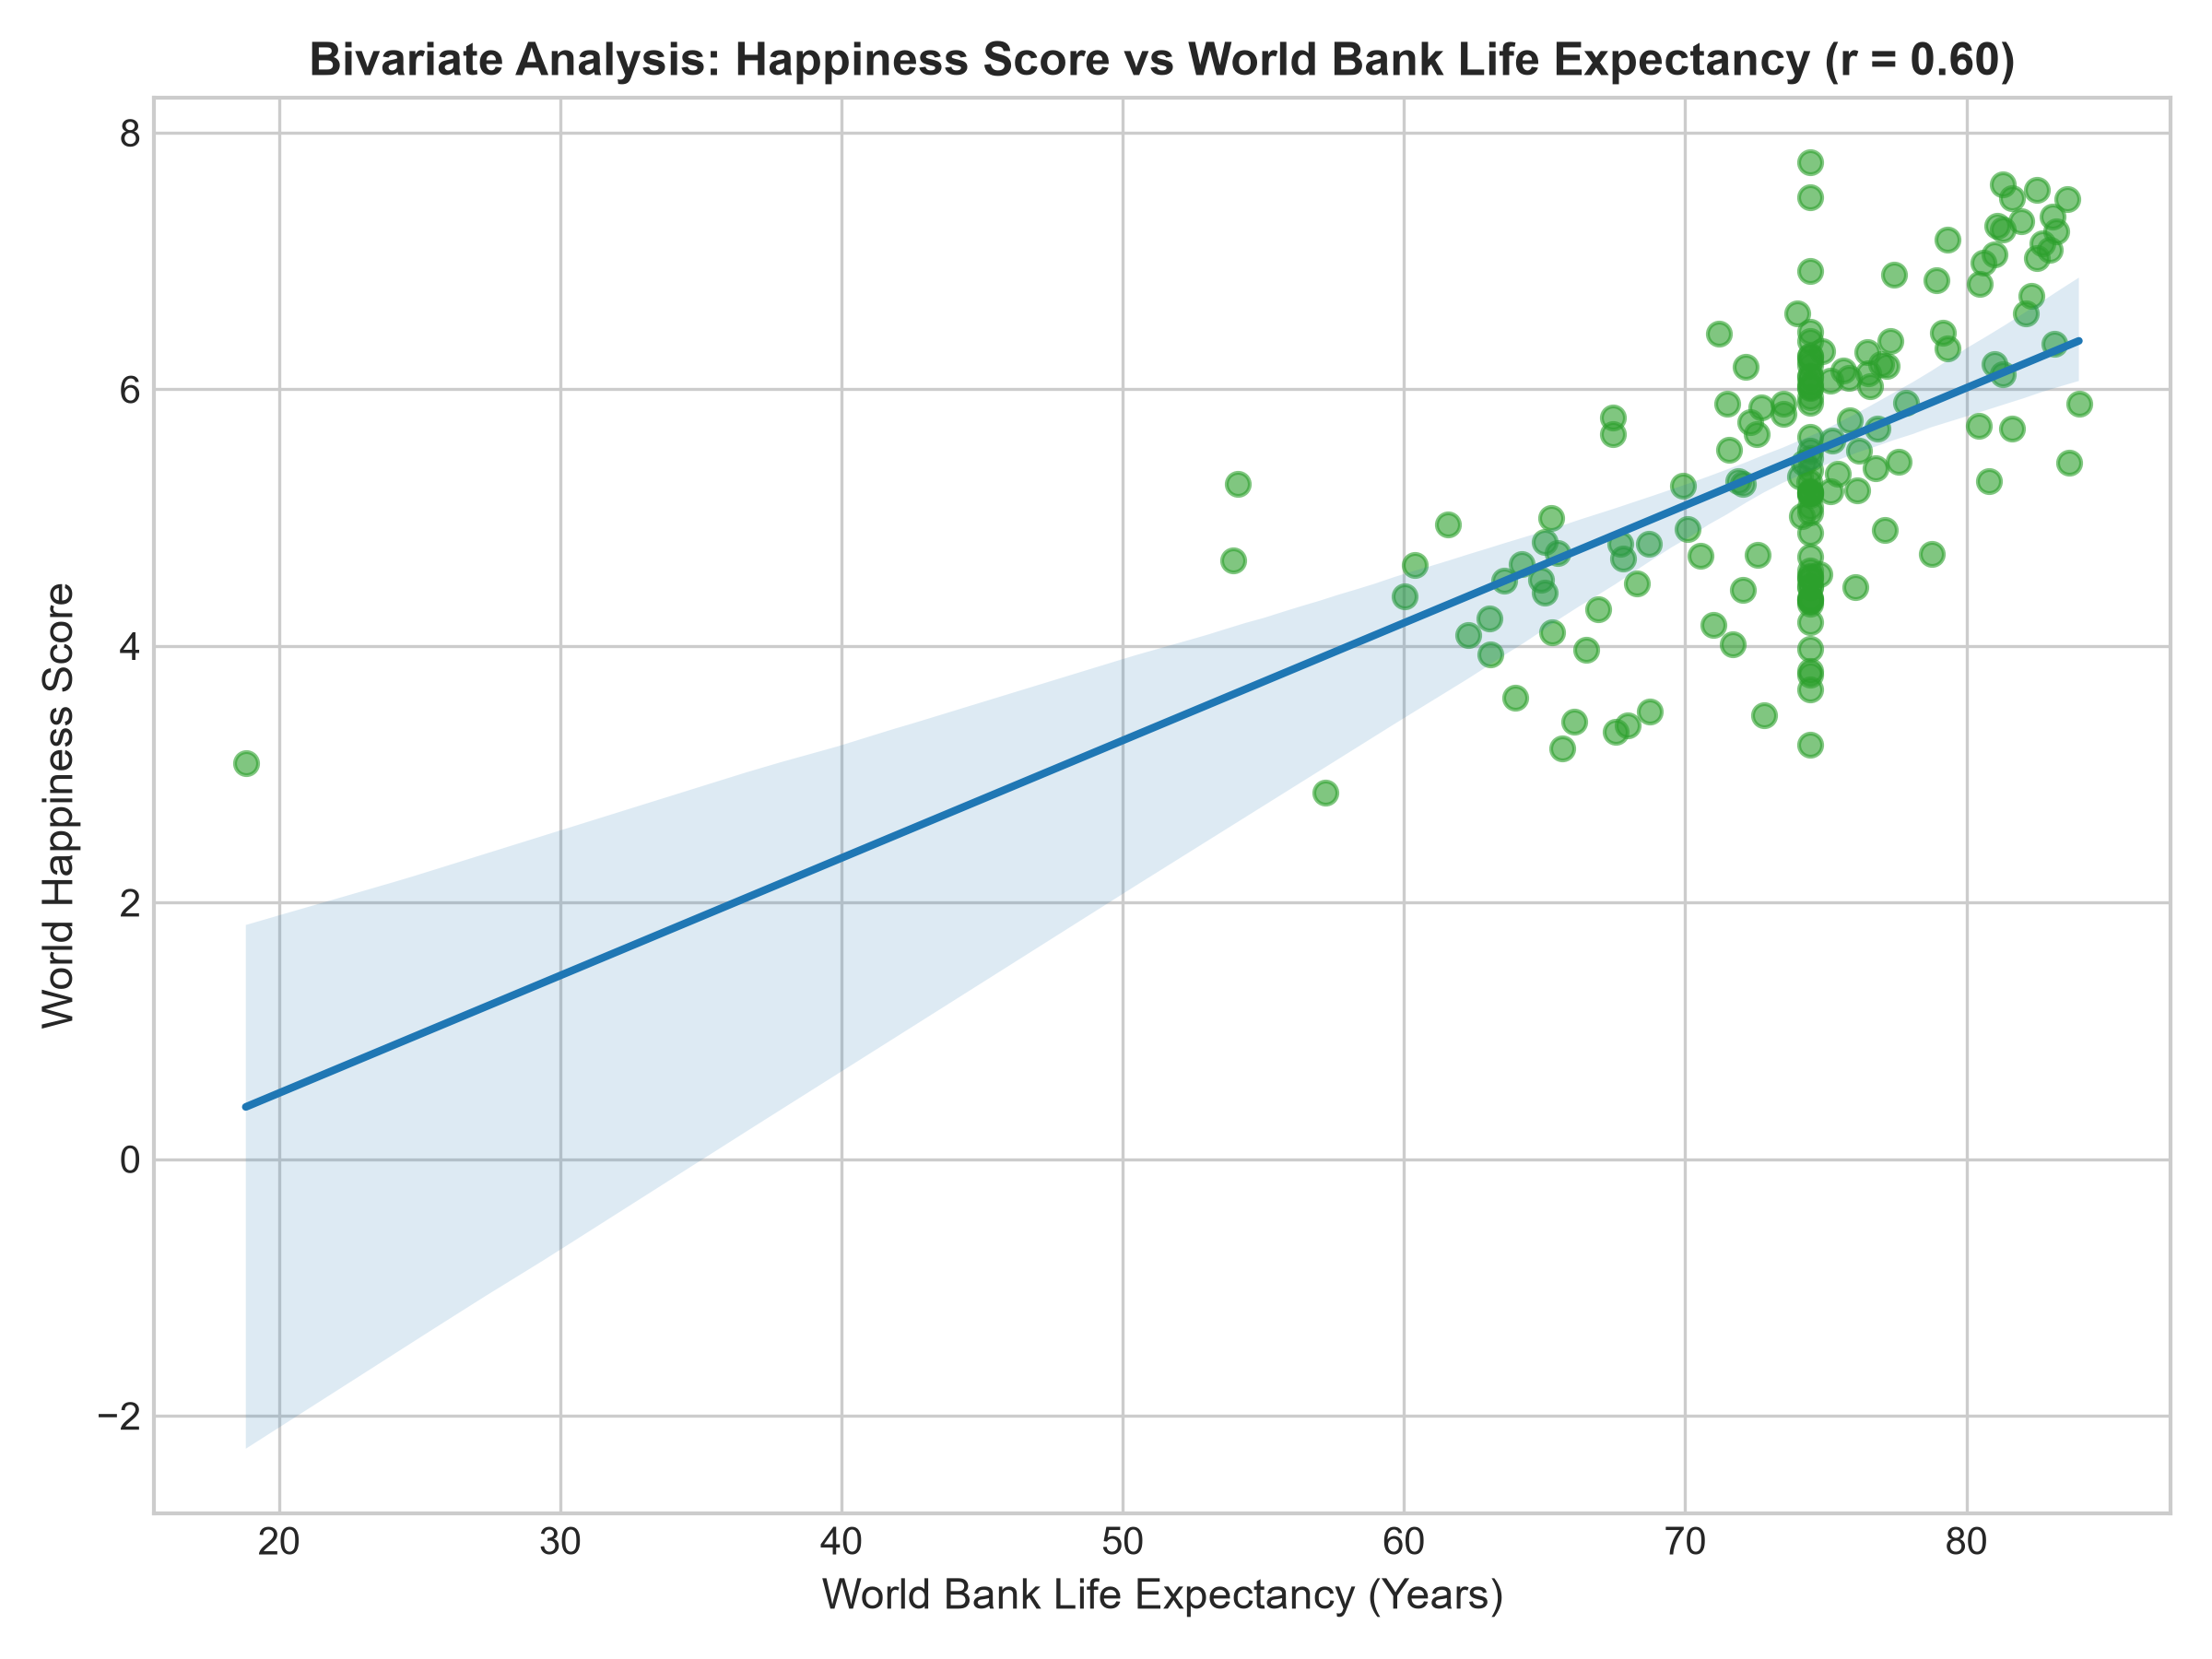 Bivariate Analysis: Happiness Score vs World Bank Life Expectancy (r = 0.60)
World Happiness Score
8
6
4
2
0
−2
20 30 40 50 60 70 80
World Bank Life Expectancy (Years)